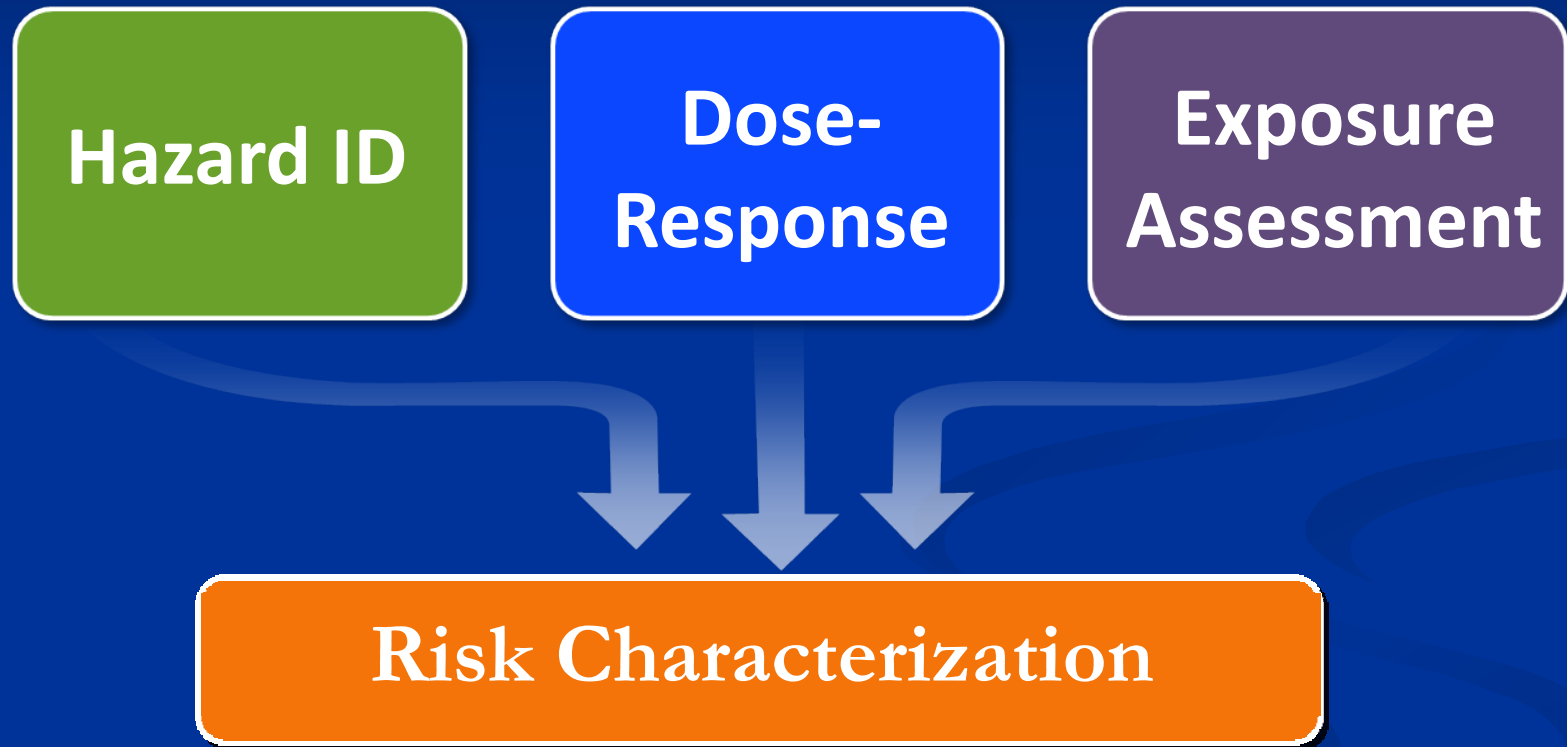 Hazard ID
Dose-
Response
Exposure
Assessment
Risk Characterization